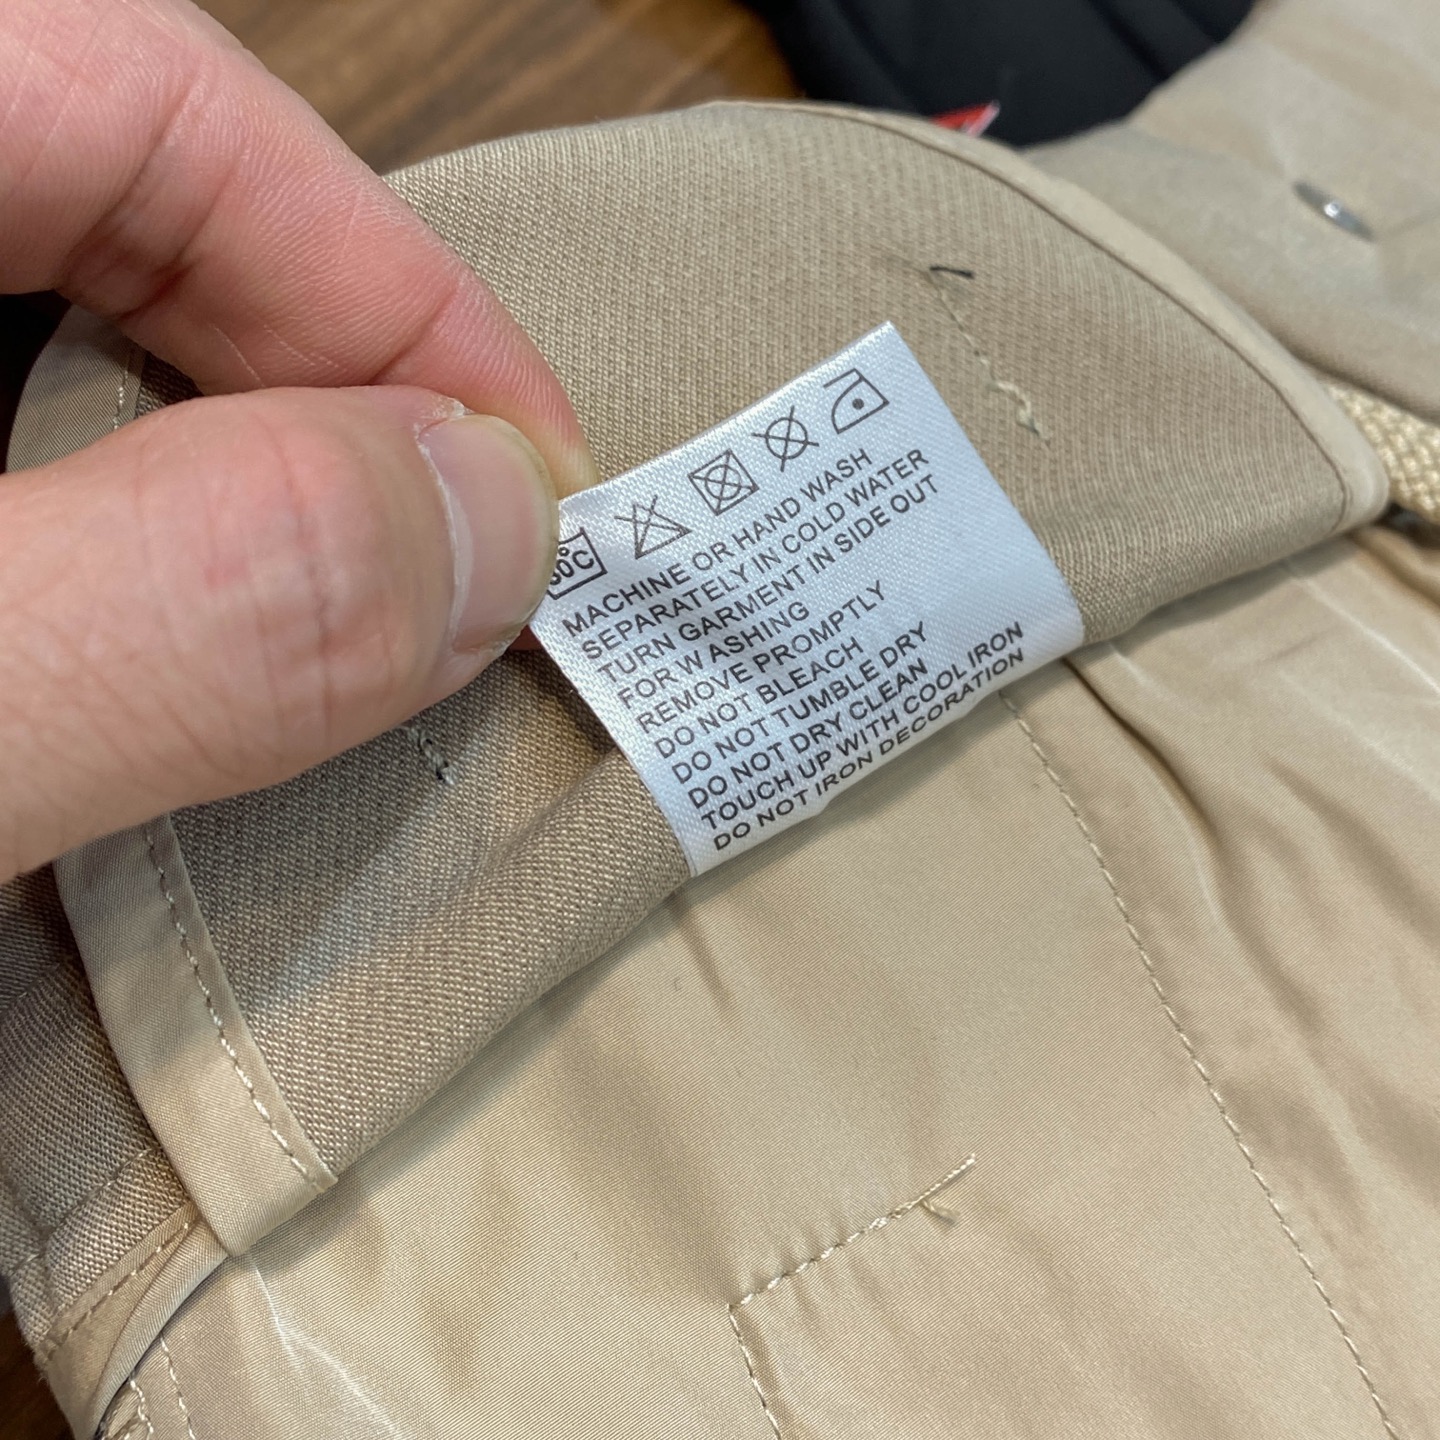 MACHINE OR HAND WASH
SEPARATELY IN COLD WATER
TURN GARMENT IN SIDE OUT
FOR WASHING
REMOVE PROMPTLY
DO NOT BLEACH
DO NOT TUMBLE DRY
DO NOT DRY CLEAN
TOUCH UP WITH COOL IRON
DO NOT IRON DECORATION